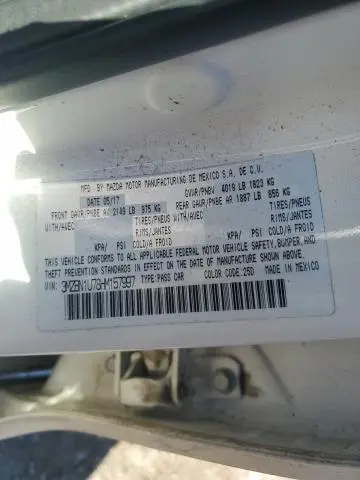 MFD. BY MAZDA MOTOR MANUFACTURING DE MEXICO S.A. DE C.V.
DATE 05/17 GVWR/PNBV 4019 LB 1823 KG
FRONT GAWR/PNBE AV 2149 LB 975 KG REAR GAWR/PNBE AR 1887 LB 856 KG
WITH/AVEC TIRES/PNEUS WITH/AVEC TIRES/PNEUS
RIMS/JANTES RIMS/JANTES
KPA/ PSI COLD/A FROID KPA/ PSI COLD/A FROID
THIS VEHICLE CONFORMS TO ALL APPLICABLE FEDERAL MOTOR VEHICLE SAFETY, BUMPER, AND
THEFT PREVENTION STANDARDS IN EFFECT ON THE DATE OF MANUFACTURE SHOWN ABOVE.
VIN: 3MZBN1U76HM157997 TYPE:PASS CAR COLOR CODE:25D MADE IN MEXICO